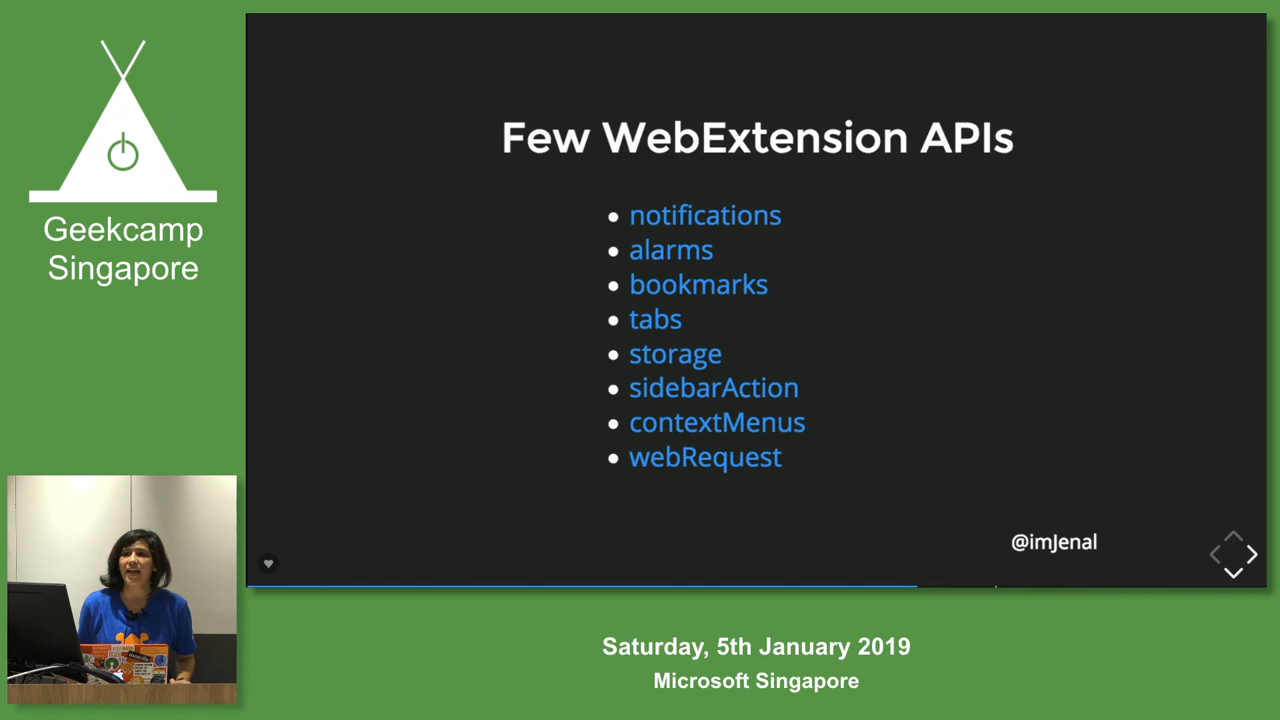 Geekcamp
Singapore
Few WebExtension APIs
notifications
alarms
bookmarks
tabs
storage
sidebarAction
contextMenus
webRequest
@imJenal
Saturday, 5th January 2019
Microsoft Singapore